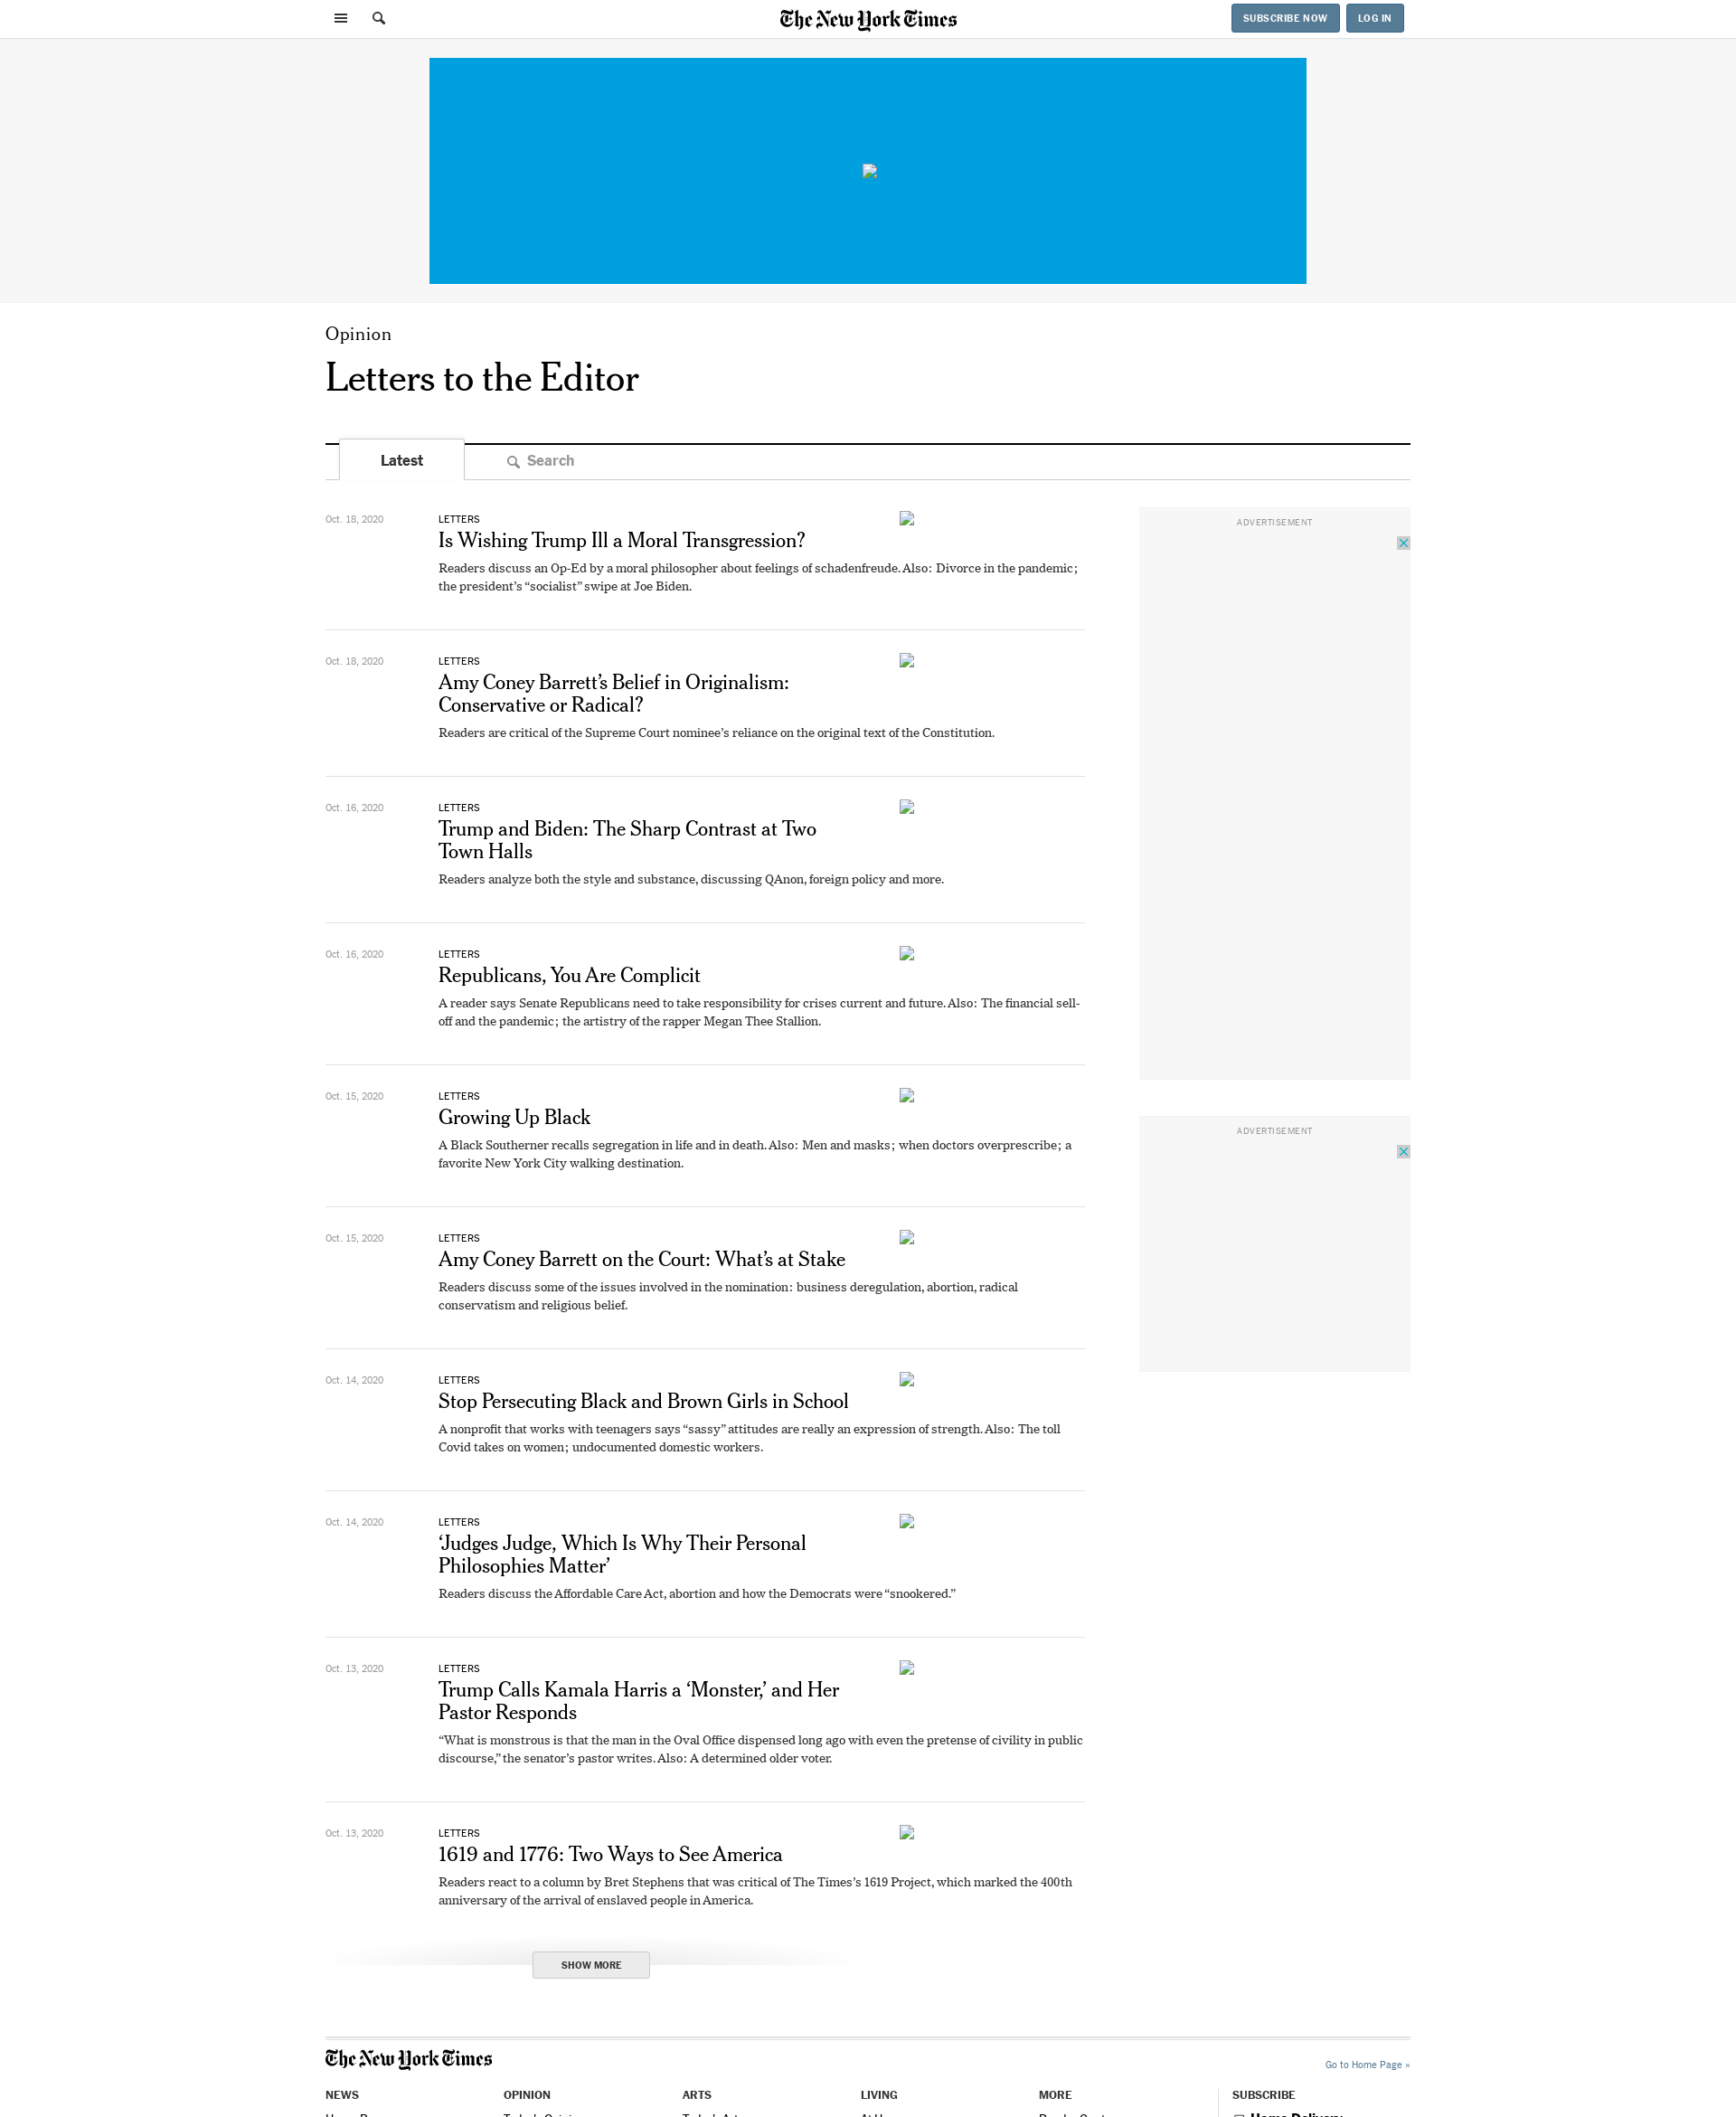 The New York Times
SUBSCRIBE NOW
LOG IN
Opinion
Letters to the Editor
Latest
Search
Oct. 18, 2020
LETTERS
Is Wishing Trump Ill a Moral Transgression?
Readers discuss an Op-Ed by a moral philosopher about feelings of schadenfreude. Also: Divorce in the pandemic;
the president’s “socialist” swipe at Joe Biden.
Oct. 18, 2020
LETTERS
Amy Coney Barrett’s Belief in Originalism:
Conservative or Radical?
Readers are critical of the Supreme Court nominee’s reliance on the original text of the Constitution.
Oct. 16, 2020
LETTERS
Trump and Biden: The Sharp Contrast at Two
Town Halls
Readers analyze both the style and substance, discussing QAnon, foreign policy and more.
Oct. 16, 2020
LETTERS
Republicans, You Are Complicit
A reader says Senate Republicans need to take responsibility for crises current and future. Also: The financial sell-
off and the pandemic; the artistry of the rapper Megan Thee Stallion.
Oct. 15, 2020
LETTERS
Growing Up Black
A Black Southerner recalls segregation in life and in death. Also: Men and masks; when doctors overprescribe; a
favorite New York City walking destination.
Oct. 15, 2020
LETTERS
Amy Coney Barrett on the Court: What’s at Stake
Readers discuss some of the issues involved in the nomination: business deregulation, abortion, radical
conservatism and religious belief.
Oct. 14, 2020
LETTERS
Stop Persecuting Black and Brown Girls in School
A nonprofit that works with teenagers says “sassy” attitudes are really an expression of strength. Also: The toll
Covid takes on women; undocumented domestic workers.
Oct. 14, 2020
LETTERS
‘Judges Judge, Which Is Why Their Personal
Philosophies Matter’
Readers discuss the Affordable Care Act, abortion and how the Democrats were “snookered.”
Oct. 13, 2020
LETTERS
Trump Calls Kamala Harris a ‘Monster,’ and Her
Pastor Responds
“What is monstrous is that the man in the Oval Office dispensed long ago with even the pretense of civility in public
discourse,” the senator’s pastor writes. Also: A determined older voter.
Oct. 13, 2020
LETTERS
1619 and 1776: Two Ways to See America
Readers react to a column by Bret Stephens that was critical of The Times’s 1619 Project, which marked the 400th
anniversary of the arrival of enslaved people in America.
SHOW MORE
ADVERTISEMENT
ADVERTISEMENT
The New York Times
Go to Home Page »
NEWS
OPINION
ARTS
LIVING
MORE
SUBSCRIBE
Home Delivery